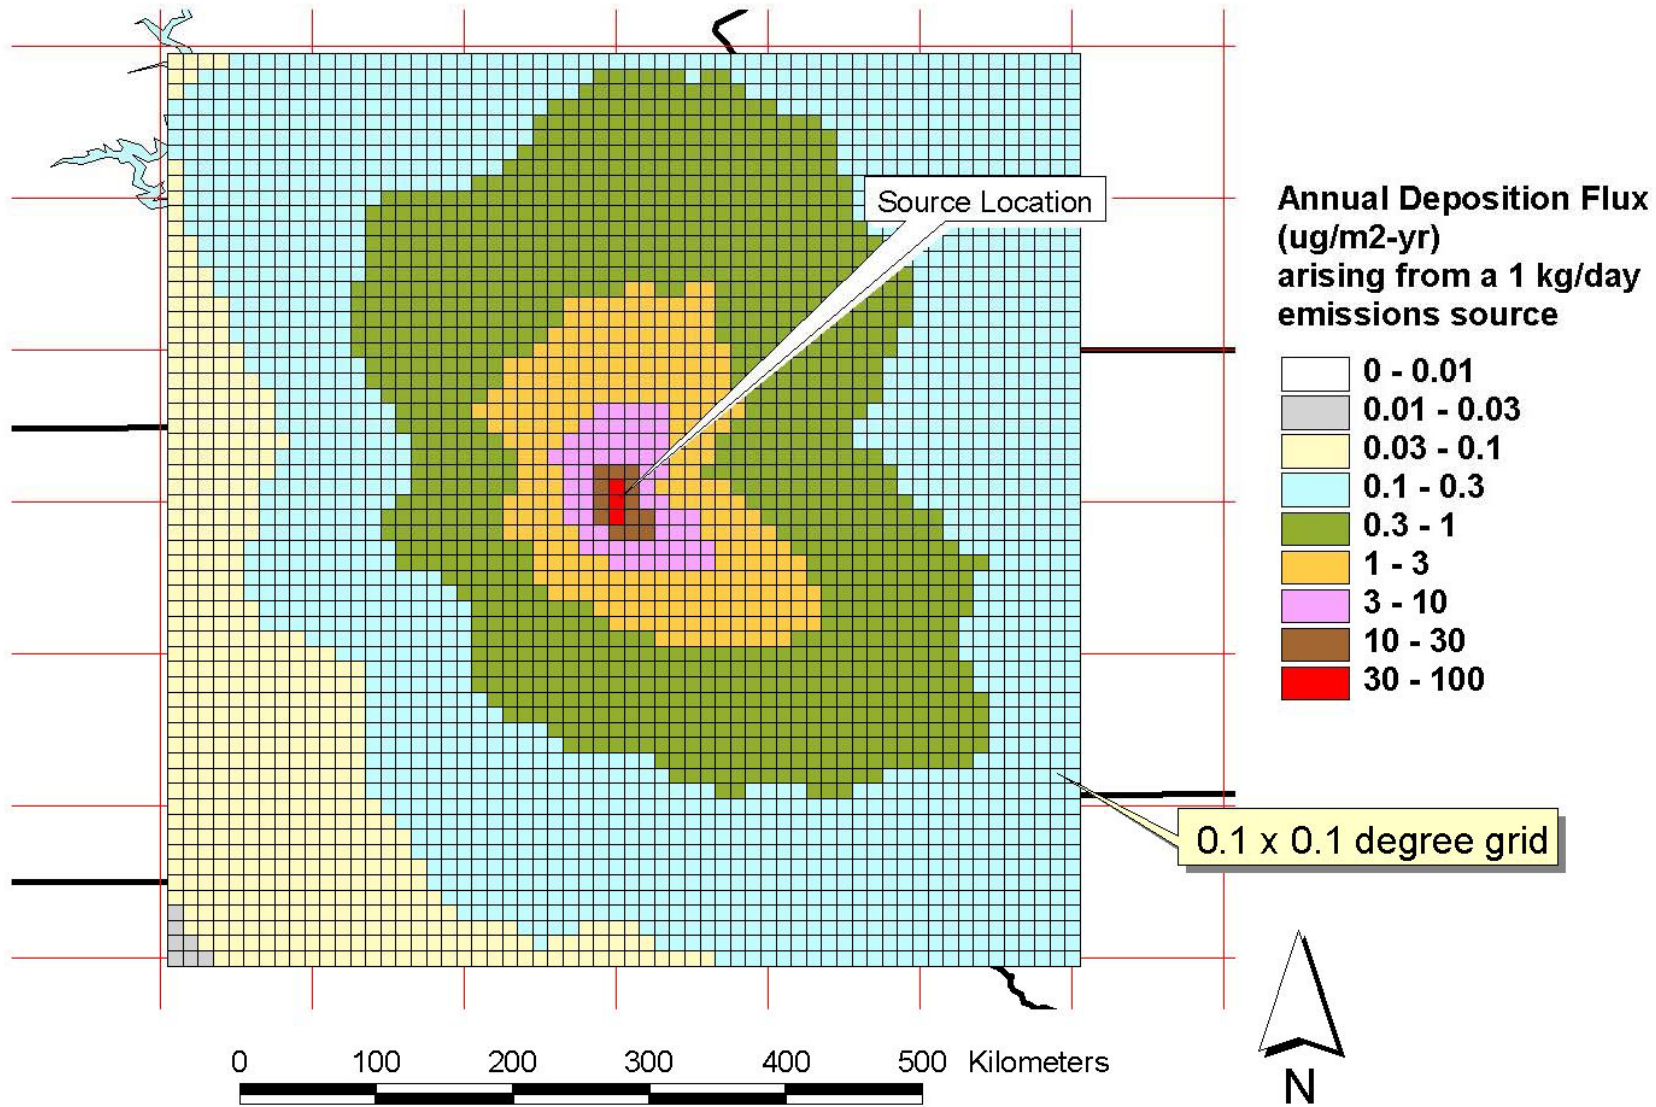 Source Location
Annual Deposition Flux
(ug/m2-yr)
arising from a 1 kg/day
emissions source
0 - 0.01
0.01 - 0.03
0.03 - 0.1
0.1 - 0.3
0.3 - 1
1 - 3
3 - 10
10 - 30
30 - 100
0.1 x 0.1 degree grid
0 100 200 300 400 500 Kilometers
N